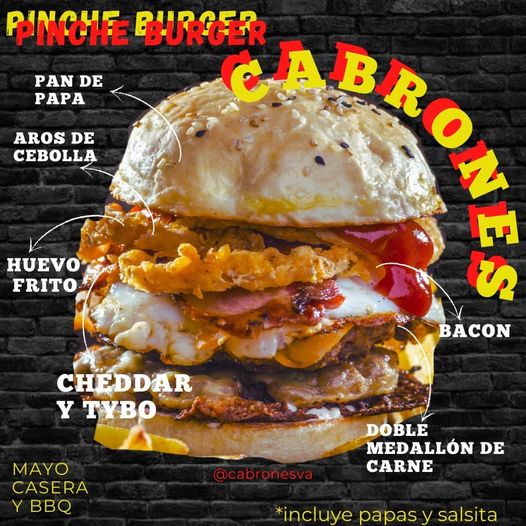 PINCHE BURGER
PINCHE BURGER
CABRONES
PAN DE
PAPA
AROS DE
CEBOLLA
HUEVO
FRITO
BACON
CHEDDAR
Y TYBO
DOBLE
MEDALLÓN DE
CARNE
@cabronesva
MAYO
CASERA
Y BBQ
*incluye papas y salsita